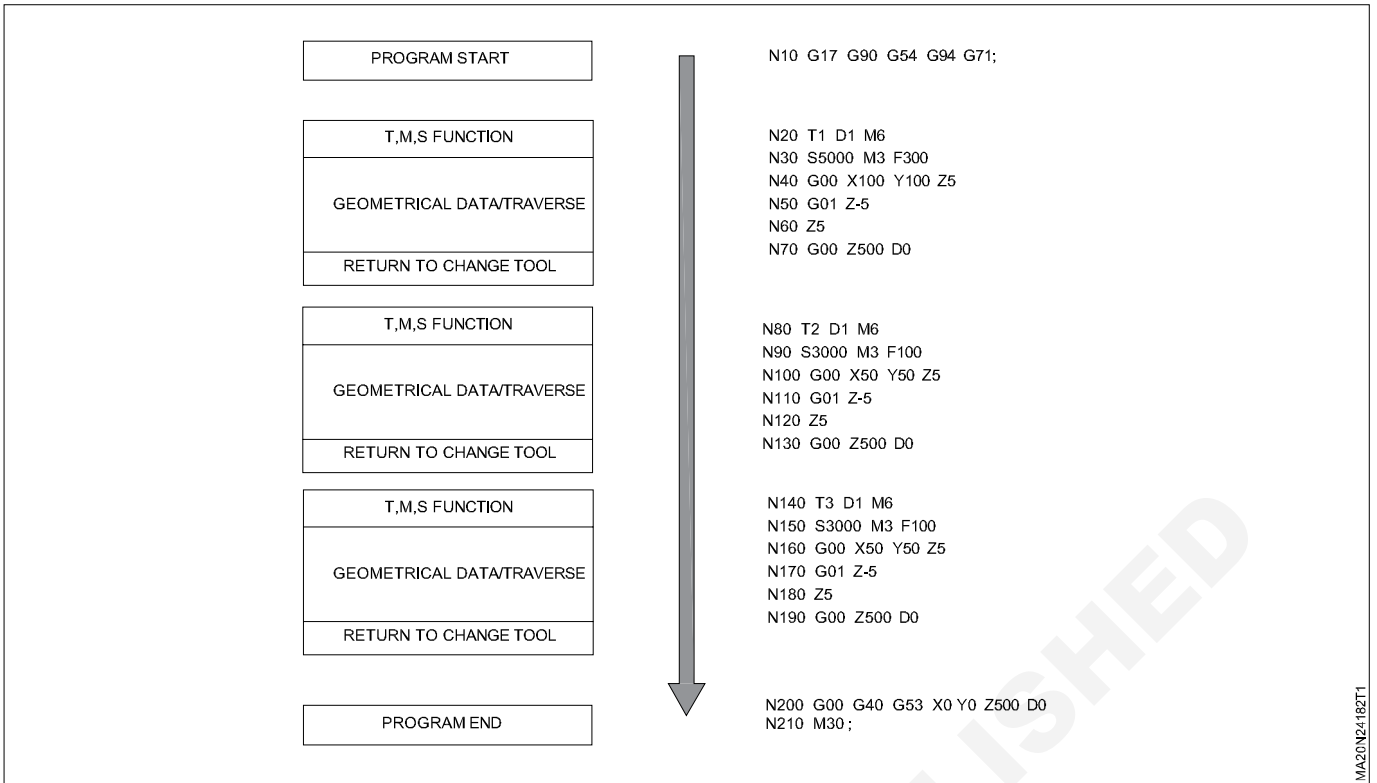 PROGRAM START
N10 G17 G90 G54 G94 G71;
T,M,S FUNCTION
GEOMETRICAL DATA/TRAVERSE
RETURN TO CHANGE TOOL
N20 T1 D1 M6
N30 S5000 M3 F300
N40 G00 X100 Y100 Z5
N50 G01 Z-5
N60 Z5
N70 G00 Z500 D0
T,M,S FUNCTION
GEOMETRICAL DATA/TRAVERSE
RETURN TO CHANGE TOOL
N80 T2 D1 M6
N90 S3000 M3 F100
N100 G00 X50 Y50 Z5
N110 G01 Z-5
N120 Z5
N130 G00 Z500 D0
T,M,S FUNCTION
GEOMETRICAL DATA/TRAVERSE
RETURN TO CHANGE TOOL
N140 T3 D1 M6
N150 S3000 M3 F100
N160 G00 X50 Y50 Z5
N170 G01 Z-5
N180 Z5
N190 G00 Z500 D0
PROGRAM END
N200 G00 G40 G53 X0 Y0 Z500 D0
N210 M30 ;
MA20N24182T1
ISHED